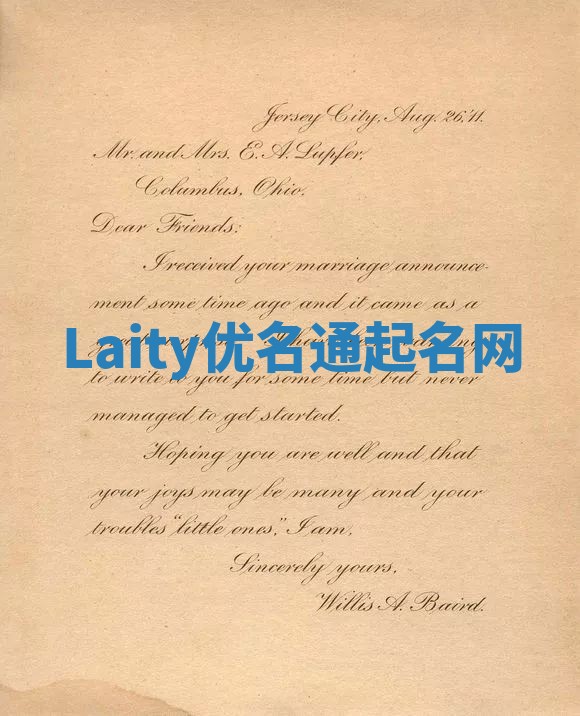 Jersey City, Aug. 26,'11.
Mr. and Mrs. E. A. Lupfer,
Columbus, Ohio.
Dear Friends:
I received your marriage announce-
ment some time ago and it came as a
Laity优名通起名网
to write to you for some time but never
managed to get started.
Hoping you are well and that
your joys may be many and your
troubles "little ones," I am,
Sincerely yours,
Willis A. Baird.